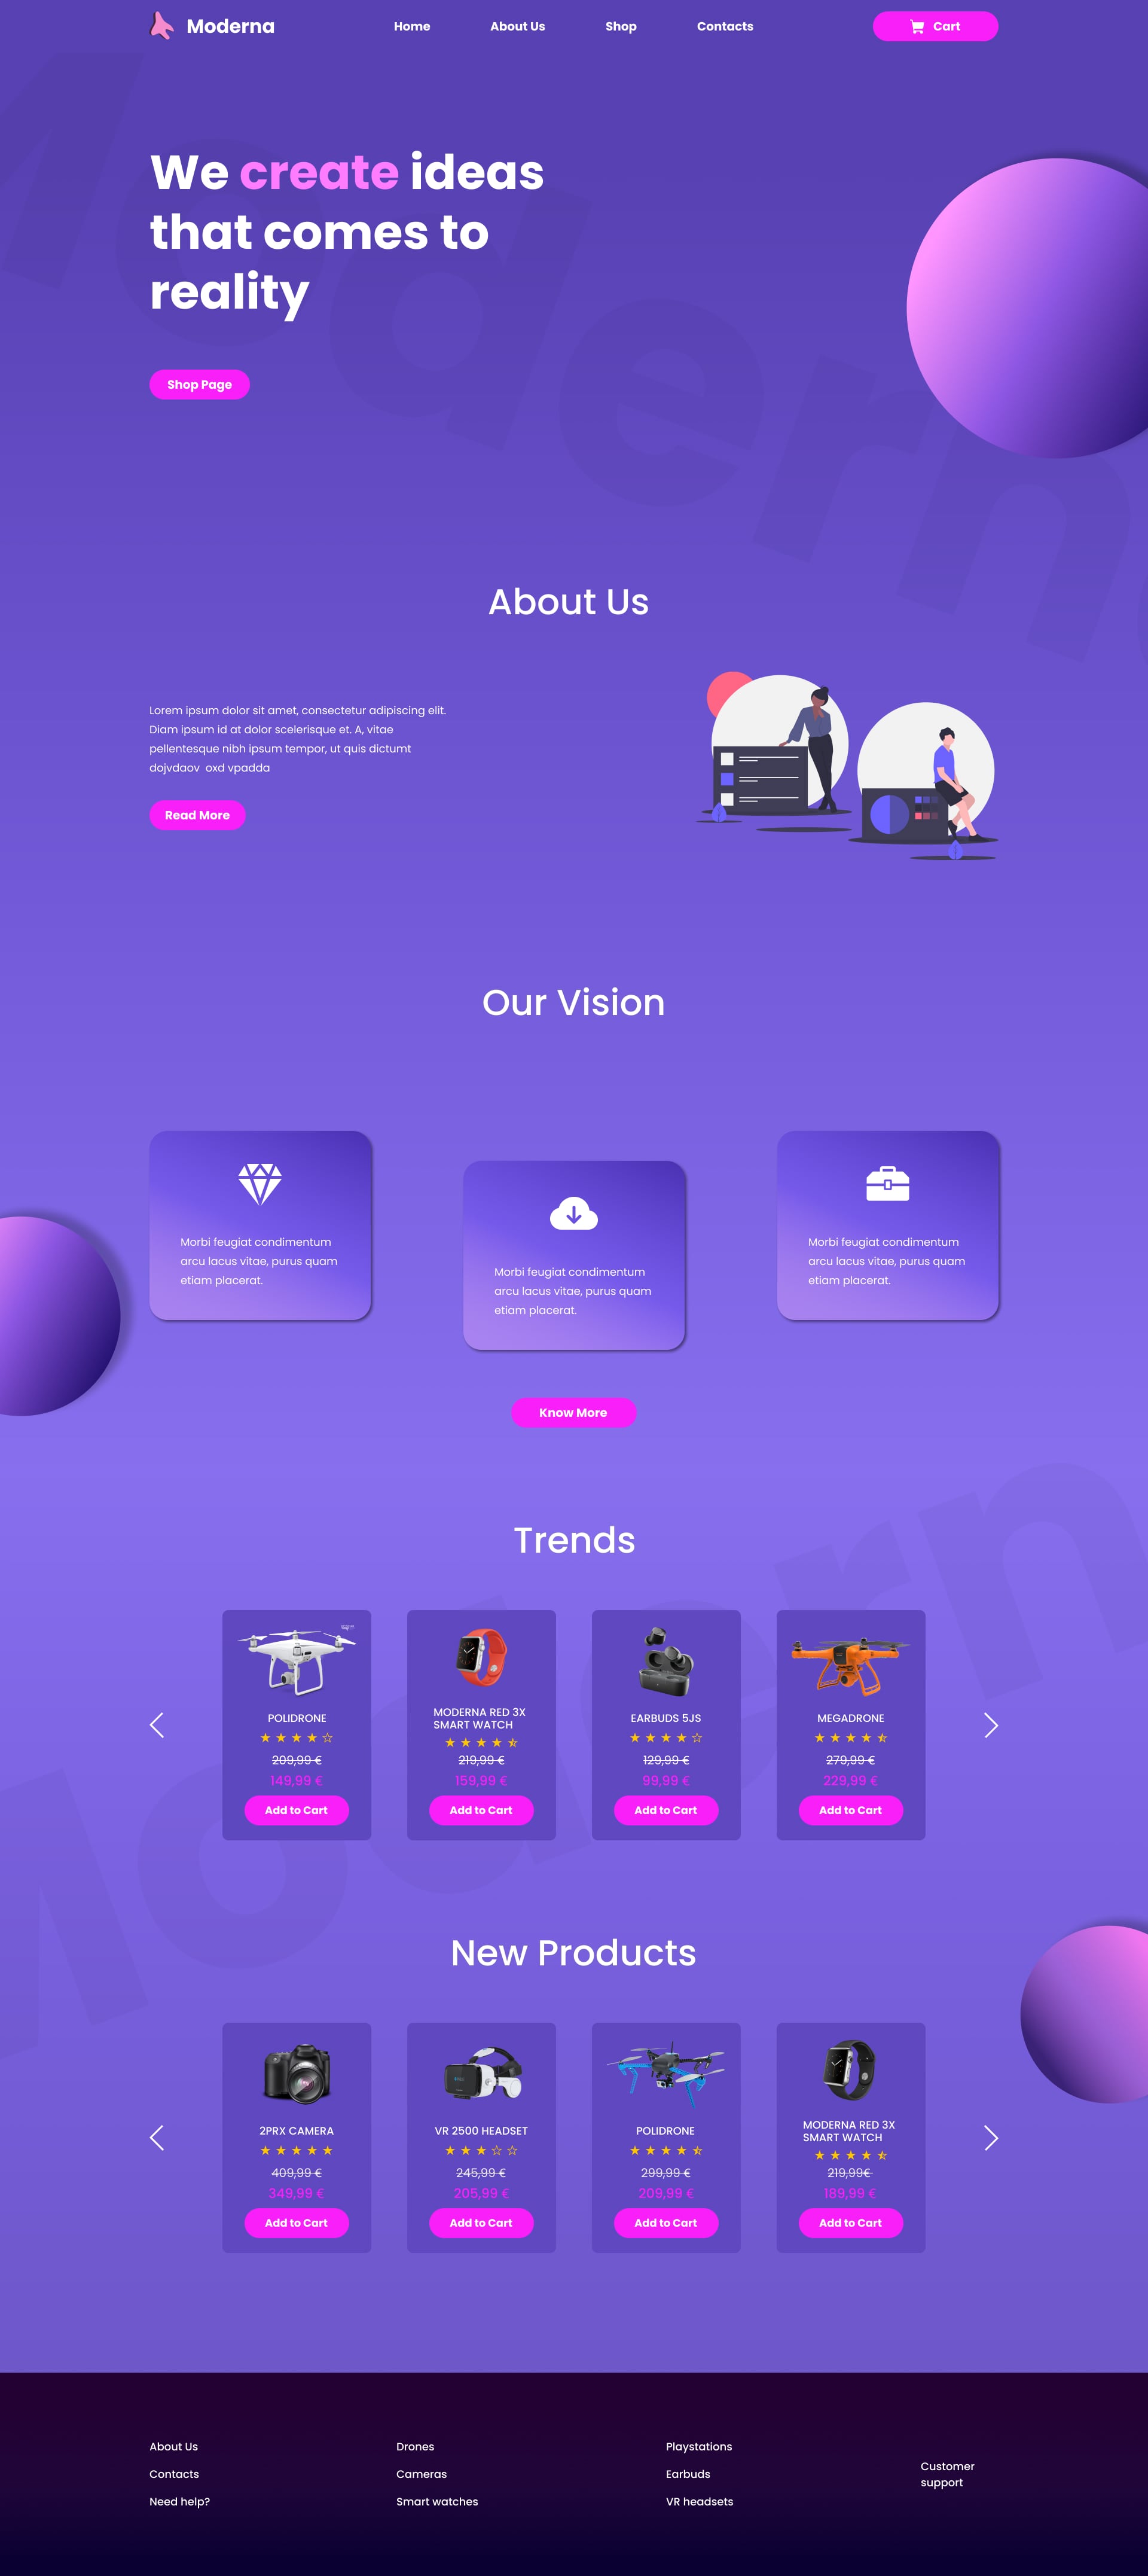 Moderna
Home
About Us
Shop
Contacts
Cart
We create ideas
that comes to
reality
Shop Page
About Us
Lorem ipsum dolor sit amet, consectetur adipiscing elit.
Diam ipsum id at dolor scelerisque et. A, vitae
pellentesque nibh ipsum tempor, ut quis dictumt
dojvdaov oxd vpadda
Read More
Our Vision
Morbi feugiat condimentum
arcu lacus vitae, purus quam
etiam placerat.
Morbi feugiat condimentum
arcu lacus vitae, purus quam
etiam placerat.
Morbi feugiat condimentum
arcu lacus vitae, purus quam
etiam placerat.
Know More
Trends
POLIDRONE
209,99 €
149,99 €
Add to Cart
MODERNA RED 3X
SMART WATCH
219,99 €
159,99 €
Add to Cart
EARBUDS 5JS
129,99 €
99,99 €
Add to Cart
MEGADRONE
279,99 €
229,99 €
Add to Cart
New Products
2PRX CAMERA
409,99 €
349,99 €
Add to Cart
VR 2500 HEADSET
245,99 €
205,99 €
Add to Cart
POLIDRONE
299,99 €
209,99 €
Add to Cart
MODERNA RED 3X
SMART WATCH
219,99€
189,99 €
Add to Cart
About Us
Contacts
Need help?
Drones
Cameras
Smart watches
Playstations
Earbuds
VR headsets
Customer
support